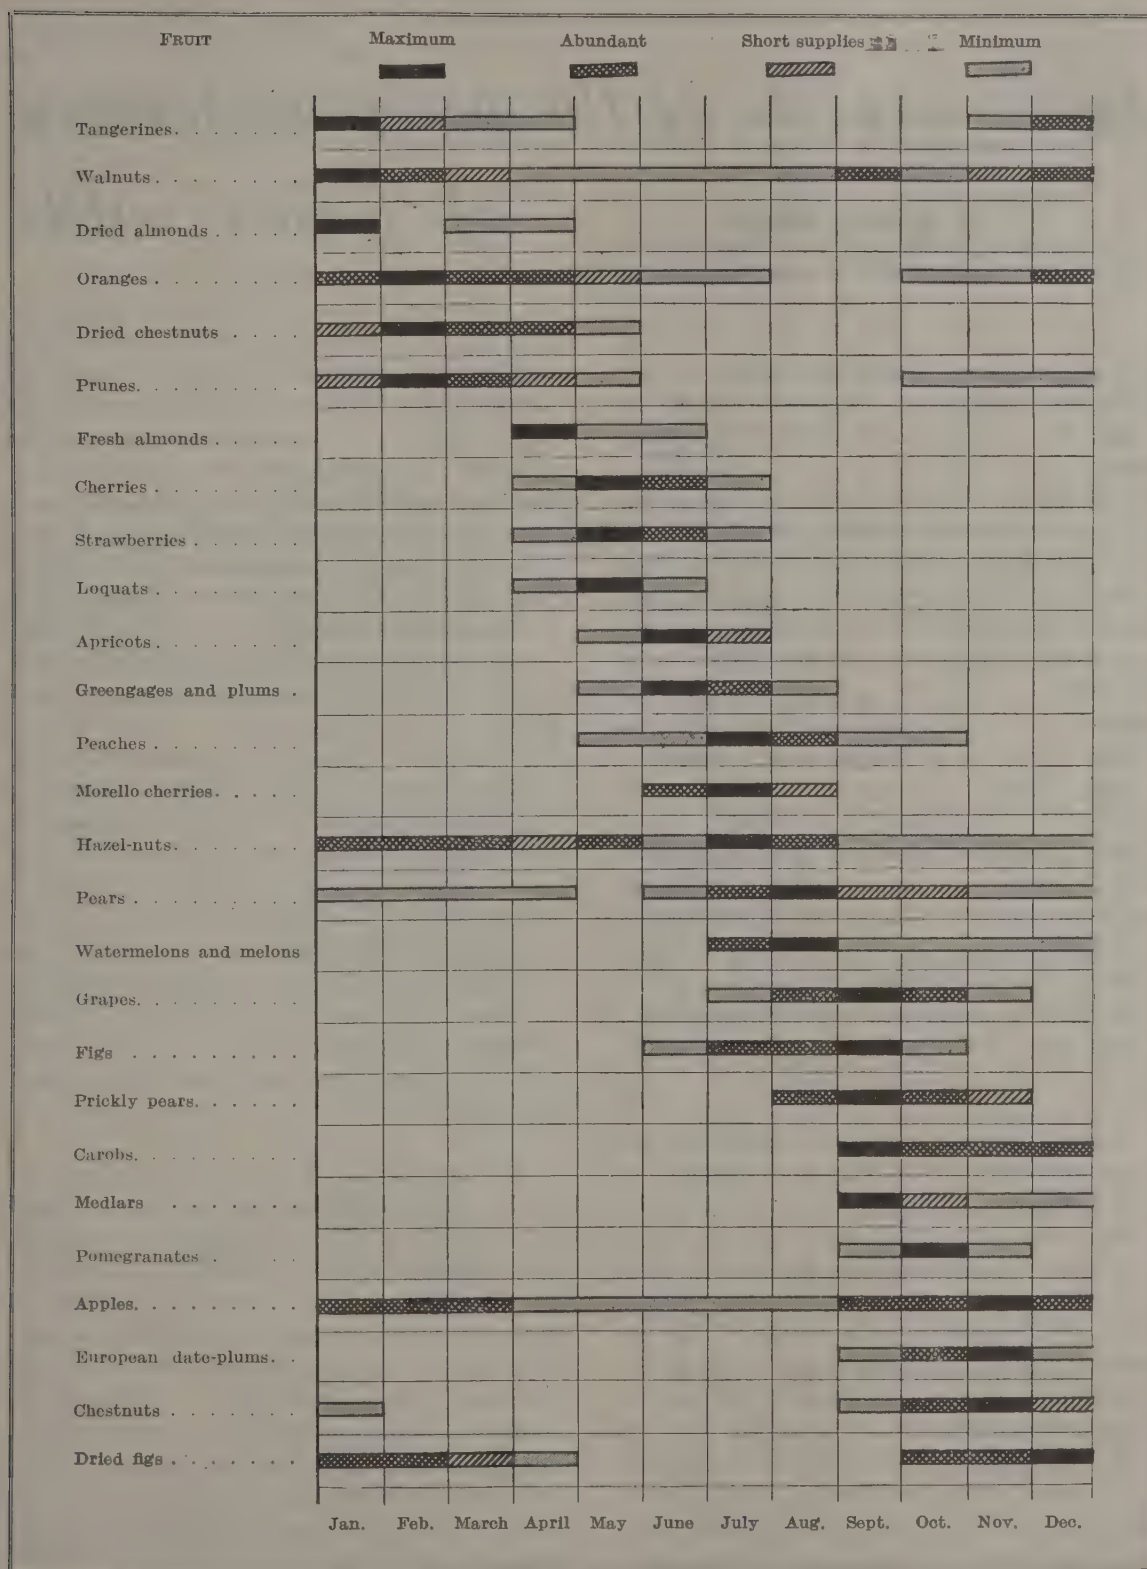 FRUIT Maximum Abundant Short supplies Minimum
Tangerines. . . . . . .
Walnuts . . . . . . . .
Dried almonds . . . . .
Oranges . . . . . . . .
Dried chestnuts . . . .
Prunes. . . . . . . . .
Fresh almonds . . . . .
Cherries . . . . . . . .
Strawberries . . . . . .
Loquats . . . . . . . .
Apricots. . . . . . . .
Greengages and plums .
Peaches . . . . . . . .
Morello cherries. . . . .
Hazel-nuts. . . . . . .
Pears . . . . . . . . .
Watermelons and melons
Grapes. . . . . . . . .
Figs . . . . . . . . .
Prickly pears. . . . . .
Carobs. . . . . . . . .
Medlars . . . . . . .
Pomegranates . . .
Apples. . . . . . . . .
European date-plums. .
Chestnuts . . . . . . .
Dried figs . . . . . . .
Jan. Feb. March April May June July Aug. Sept. Oct. Nov. Dec.